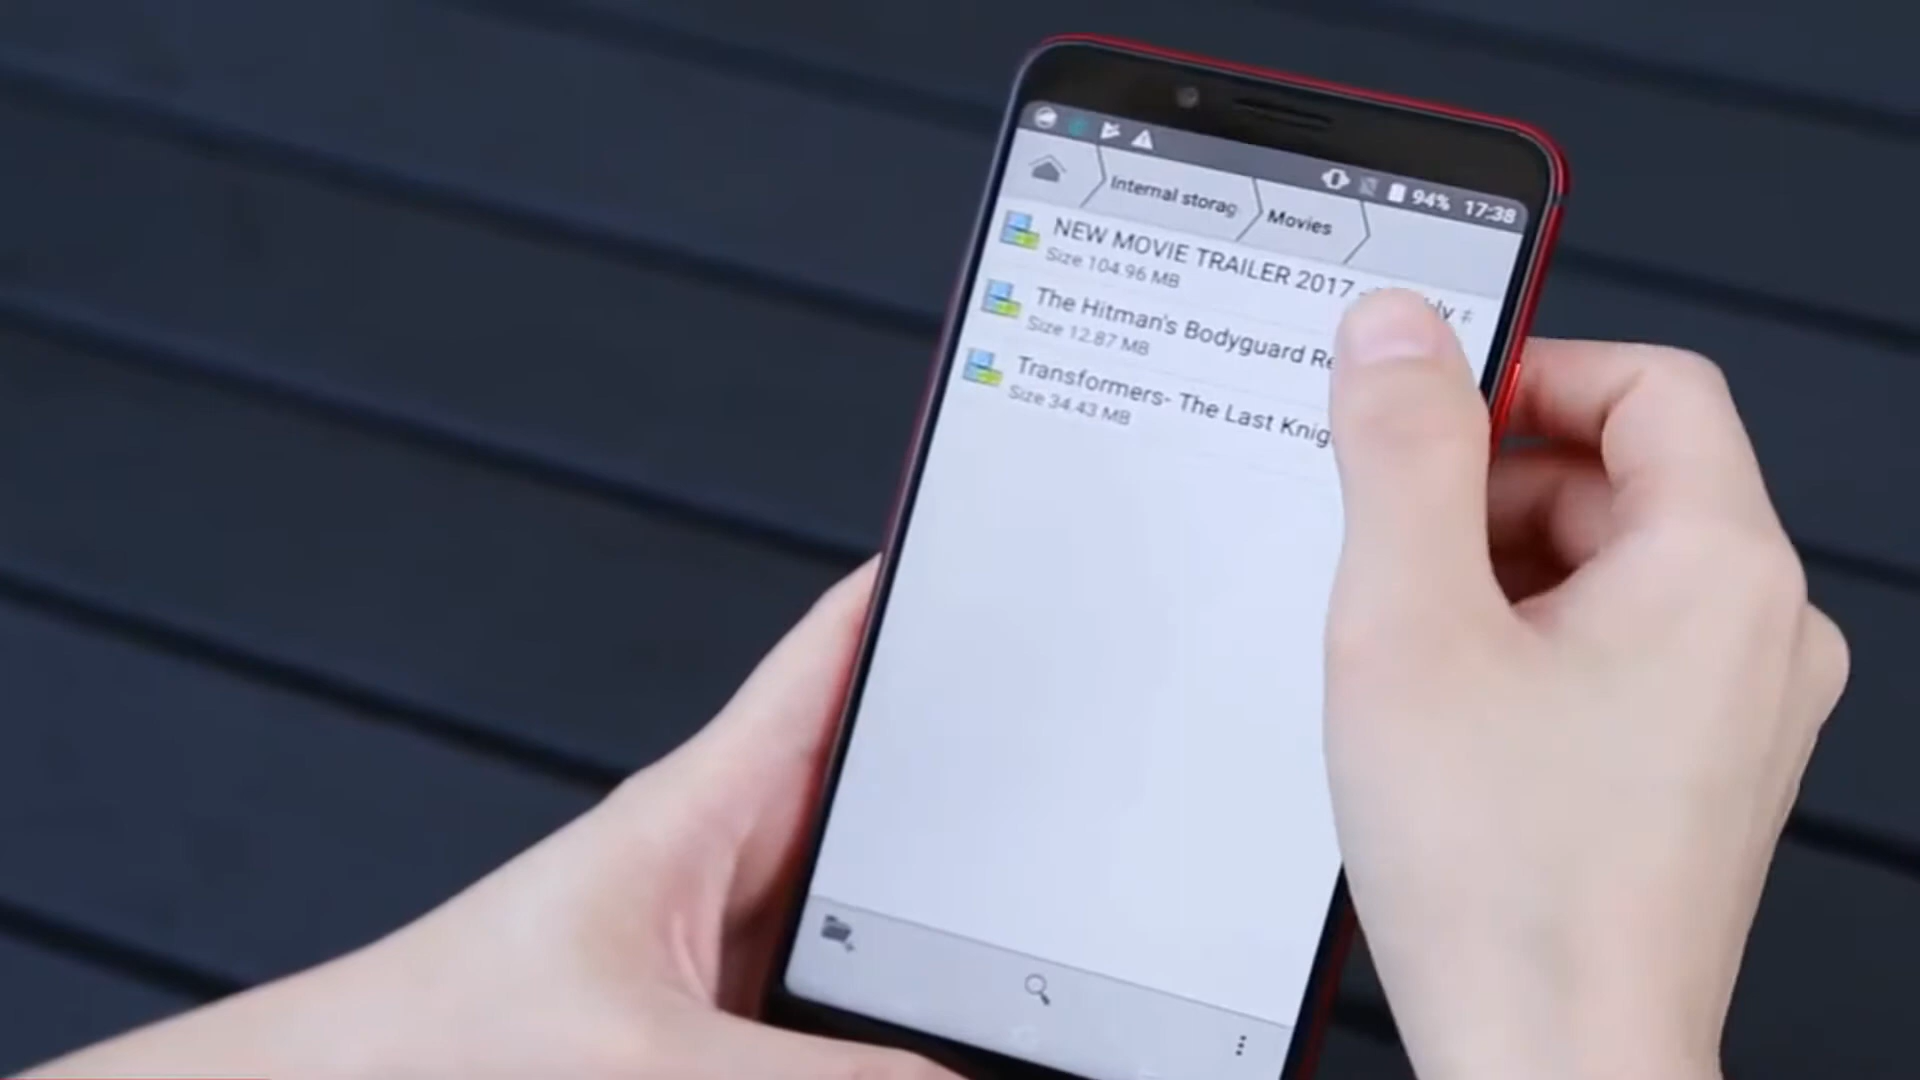 94% 17:38
Internal storag Movies
NEW MOVIE TRAILER 2017 -
Size 104.96 MB
The Hitman's Bodyguard Re
Size 12.87 MB
Transformers- The Last Knig
Size 34.43 MB